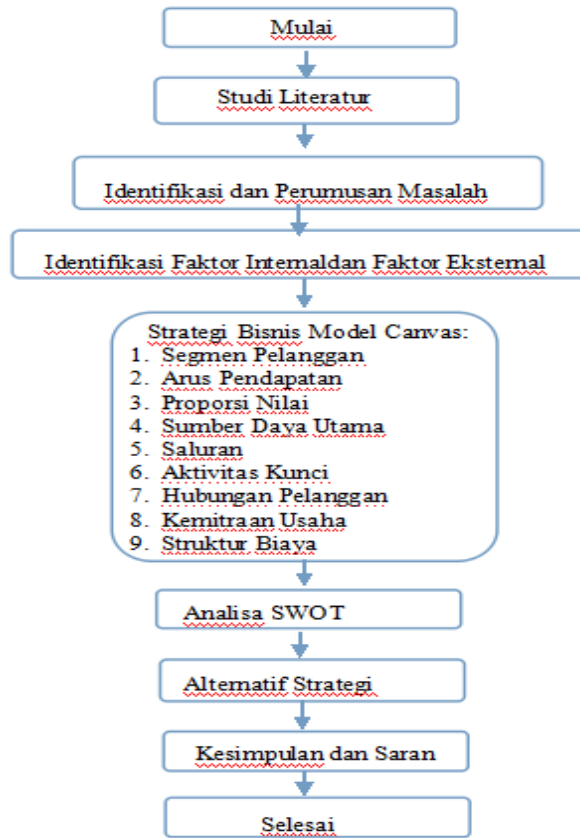 Mulai
Studi Literatur
Identifikasi dan Perumusan Masalah
Identifikasi Faktor Internaldan Faktor Eksternal
Strategi Bisnis Model Canvas:
1. Segmen Pelanggan
2. Arus Pendapatan
3. Proporsi Nilai
4. Sumber Daya Utama
5. Saluran
6. Aktivitas Kunci
7. Hubungan Pelanggan
8. Kemitraan Usaha
9. Struktur Biaya
Analisa SWOT
Alternatif Strategi
Kesimpulan dan Saran
Selesai